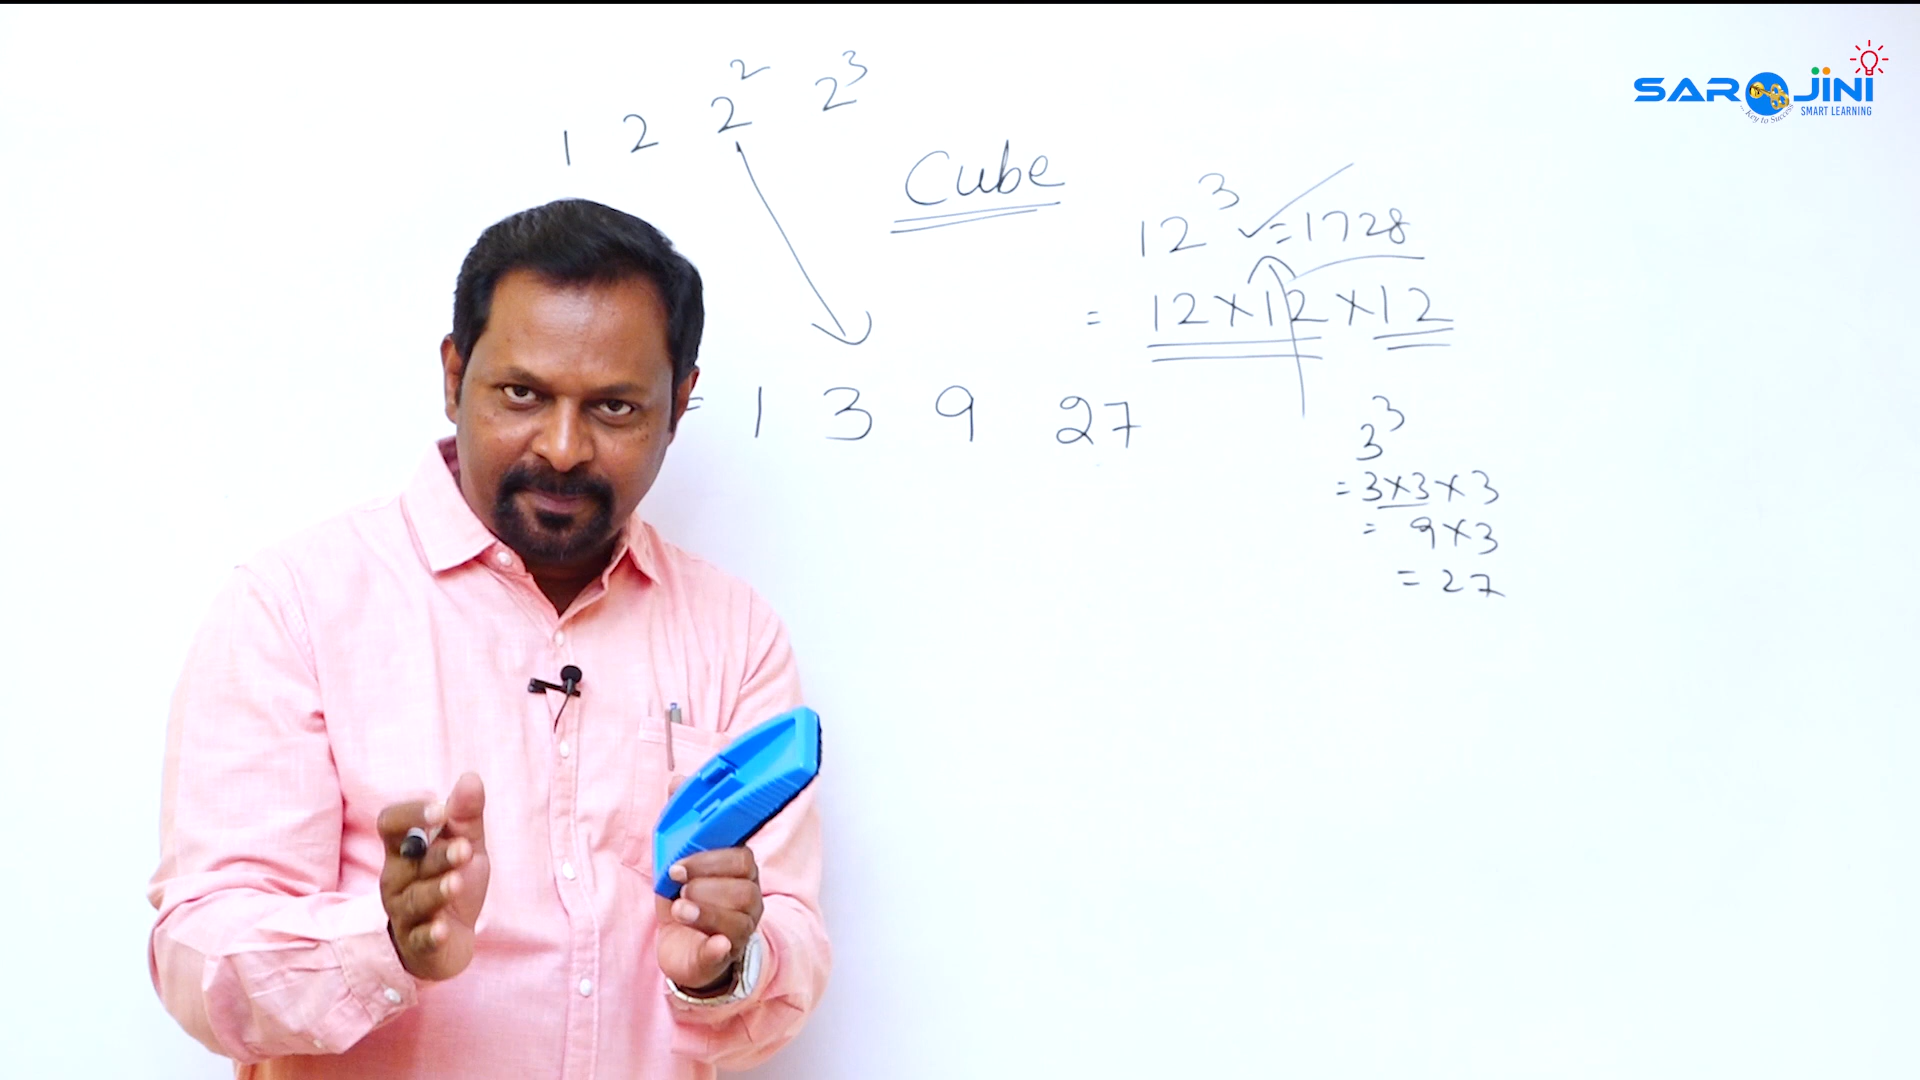 1 2 2² 2³
Cube
12³ = 1728
= 12×12×12
= 1 3 9 27
3³
= 3×3×3
= 9×3
= 27
SAROJINI
SMART LEARNING
... Key to Success